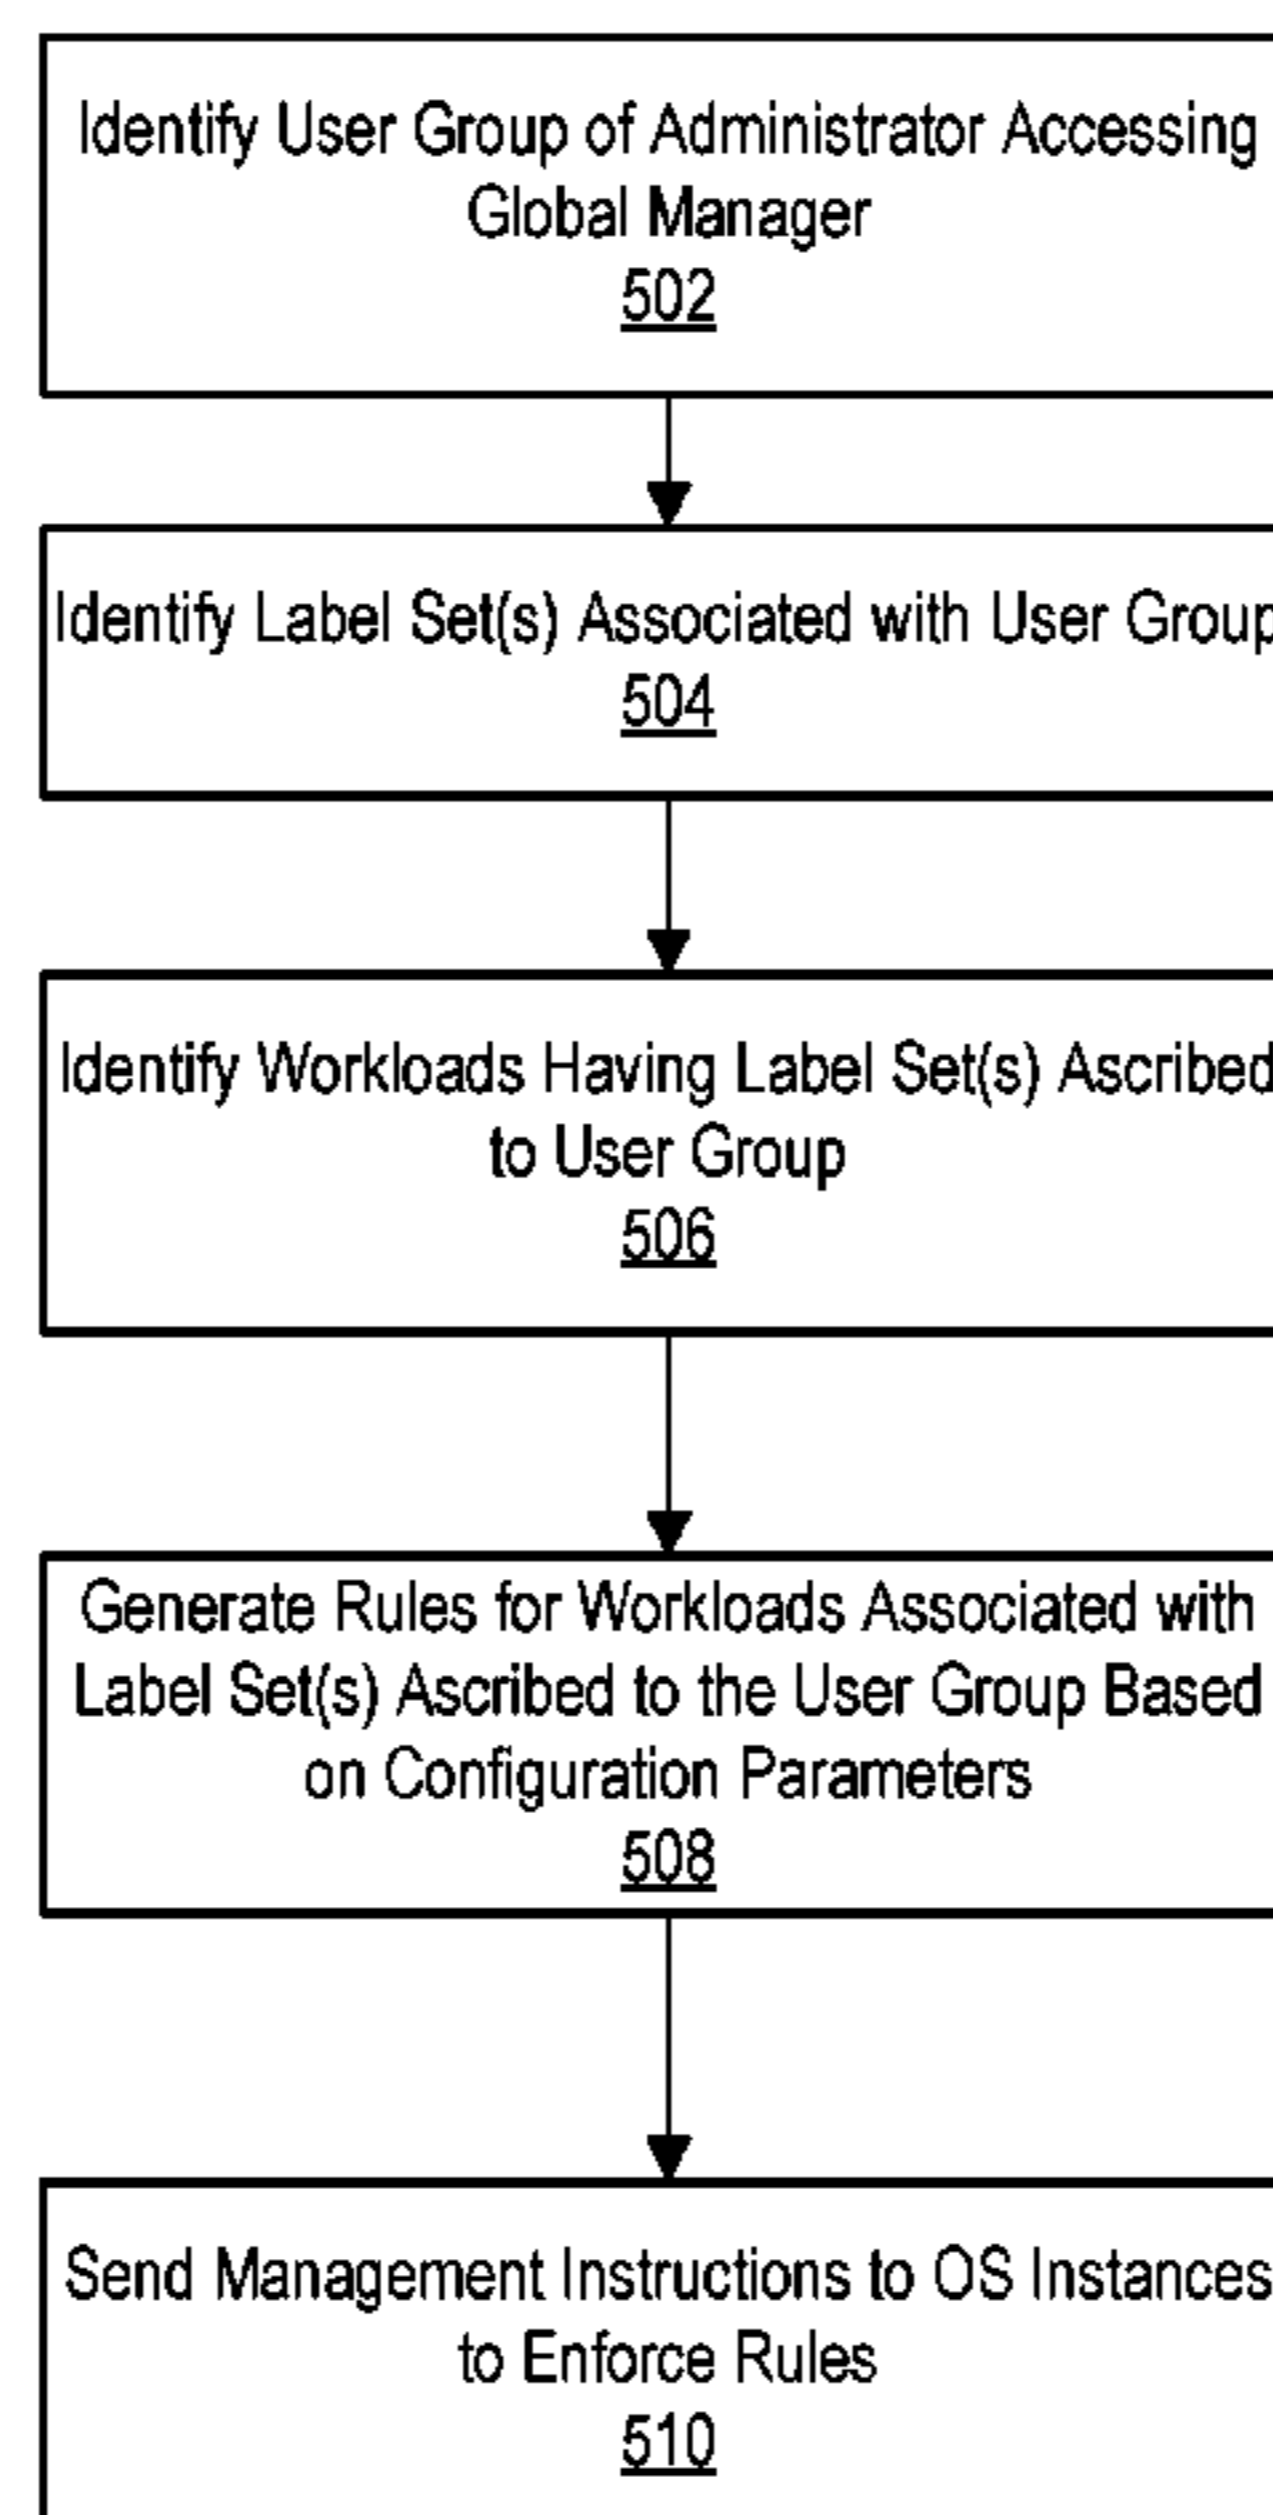 Identify User Group of Administrator Accessing
Global Manager
502
Identify Label Set(s) Associated with User Group
504
Identify Workloads Having Label Set(s) Ascribed
to User Group
506
Generate Rules for Workloads Associated with
Label Set(s) Ascribed to the User Group Based
on Configuration Parameters
508
Send Management Instructions to OS Instances
to Enforce Rules
510